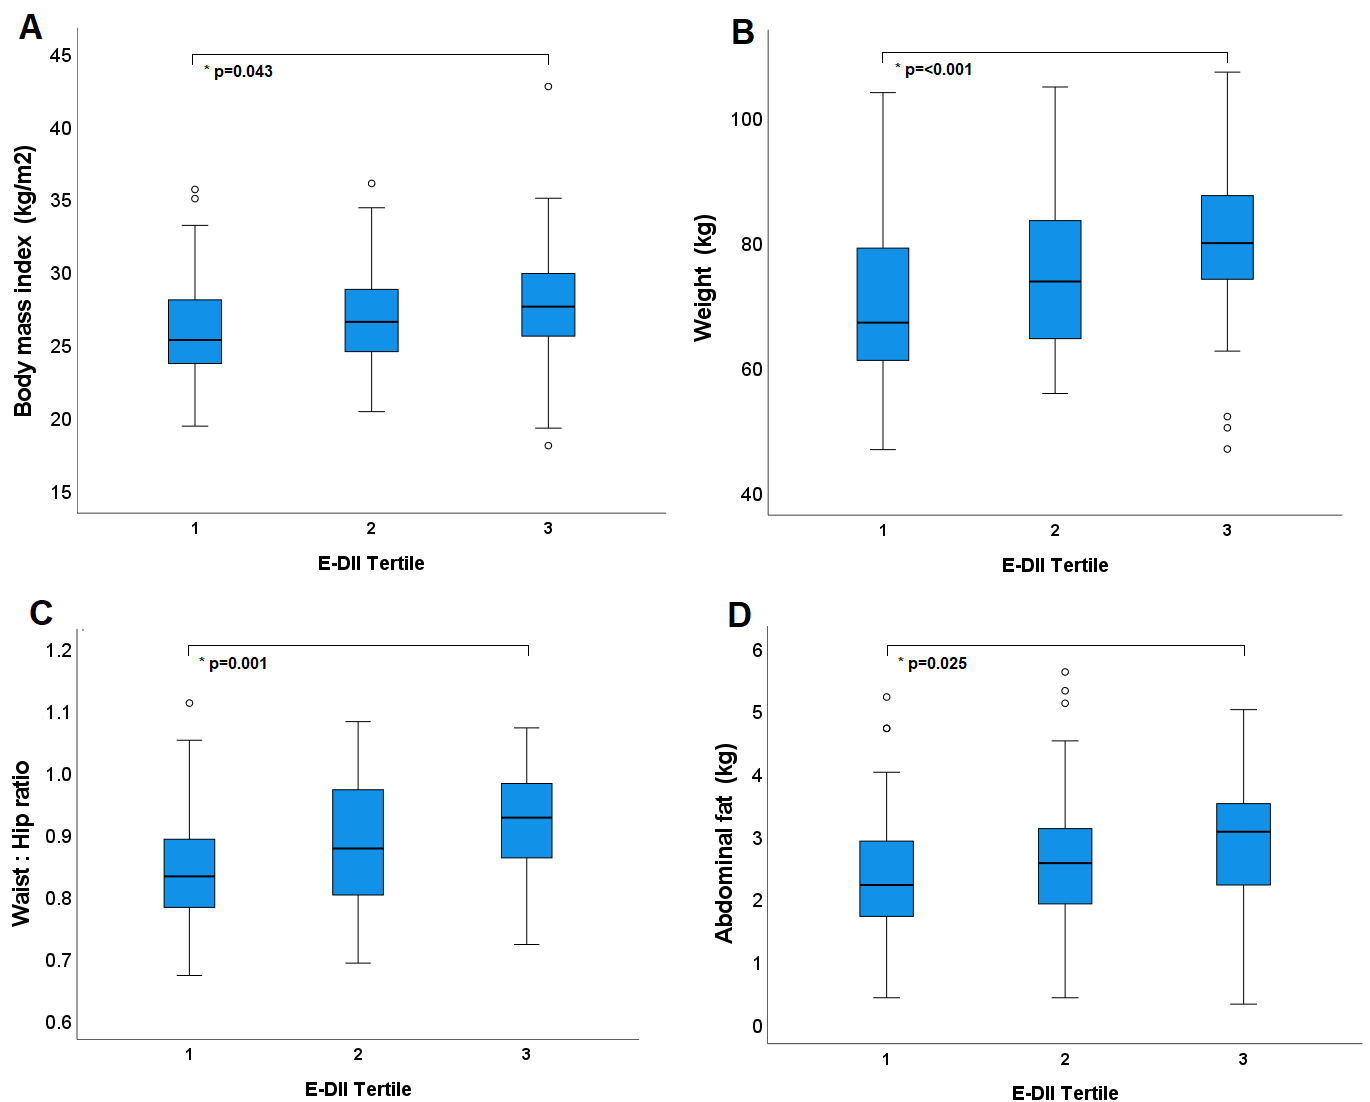 A
45
40
35
30
25
20
15
Body mass index (kg/m2)
* p=0.043
1 2 3
E-DII Tertile
B
100
80
60
40
Weight (kg)
* p=<0.001
1 2 3
E-DII Tertile
C
1.2
1.1
1.0
0.9
0.8
0.7
0.6
Waist : Hip ratio
* p=0.001
1 2 3
E-DII Tertile
D
6
5
4
3
2
1
0
Abdominal fat (kg)
* p=0.025
1 2 3
E-DII Tertile